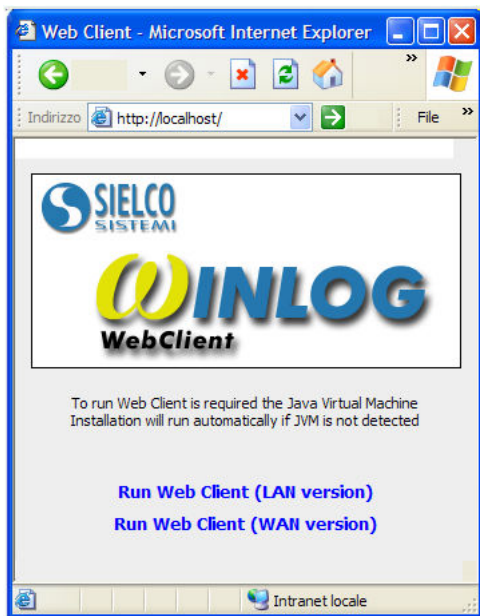 Web Client - Microsoft Internet Explorer
Indirizzo http://localhost/ File
SIELCO
SISTEMI
WINLOG
WebClient
To run Web Client is required the Java Virtual Machine
Installation will run automatically if JVM is not detected
Run Web Client (LAN version)
Run Web Client (WAN version)
Intranet locale